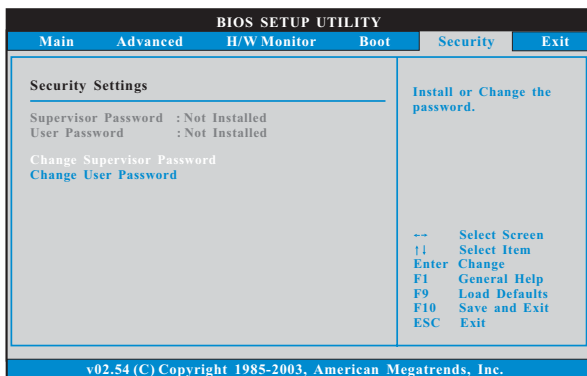 BIOS SETUP UTILITY
Main Advanced H/W Monitor Boot Security Exit
Security Settings
Supervisor Password : Not Installed
User Password : Not Installed
Change Supervisor Password
Change User Password
Install or Change the
password.
←→ Select Screen
↑↓ Select Item
Enter Change
F1 General Help
F9 Load Defaults
F10 Save and Exit
ESC Exit
v02.54 (C) Copyright 1985-2003, American Megatrends, Inc.